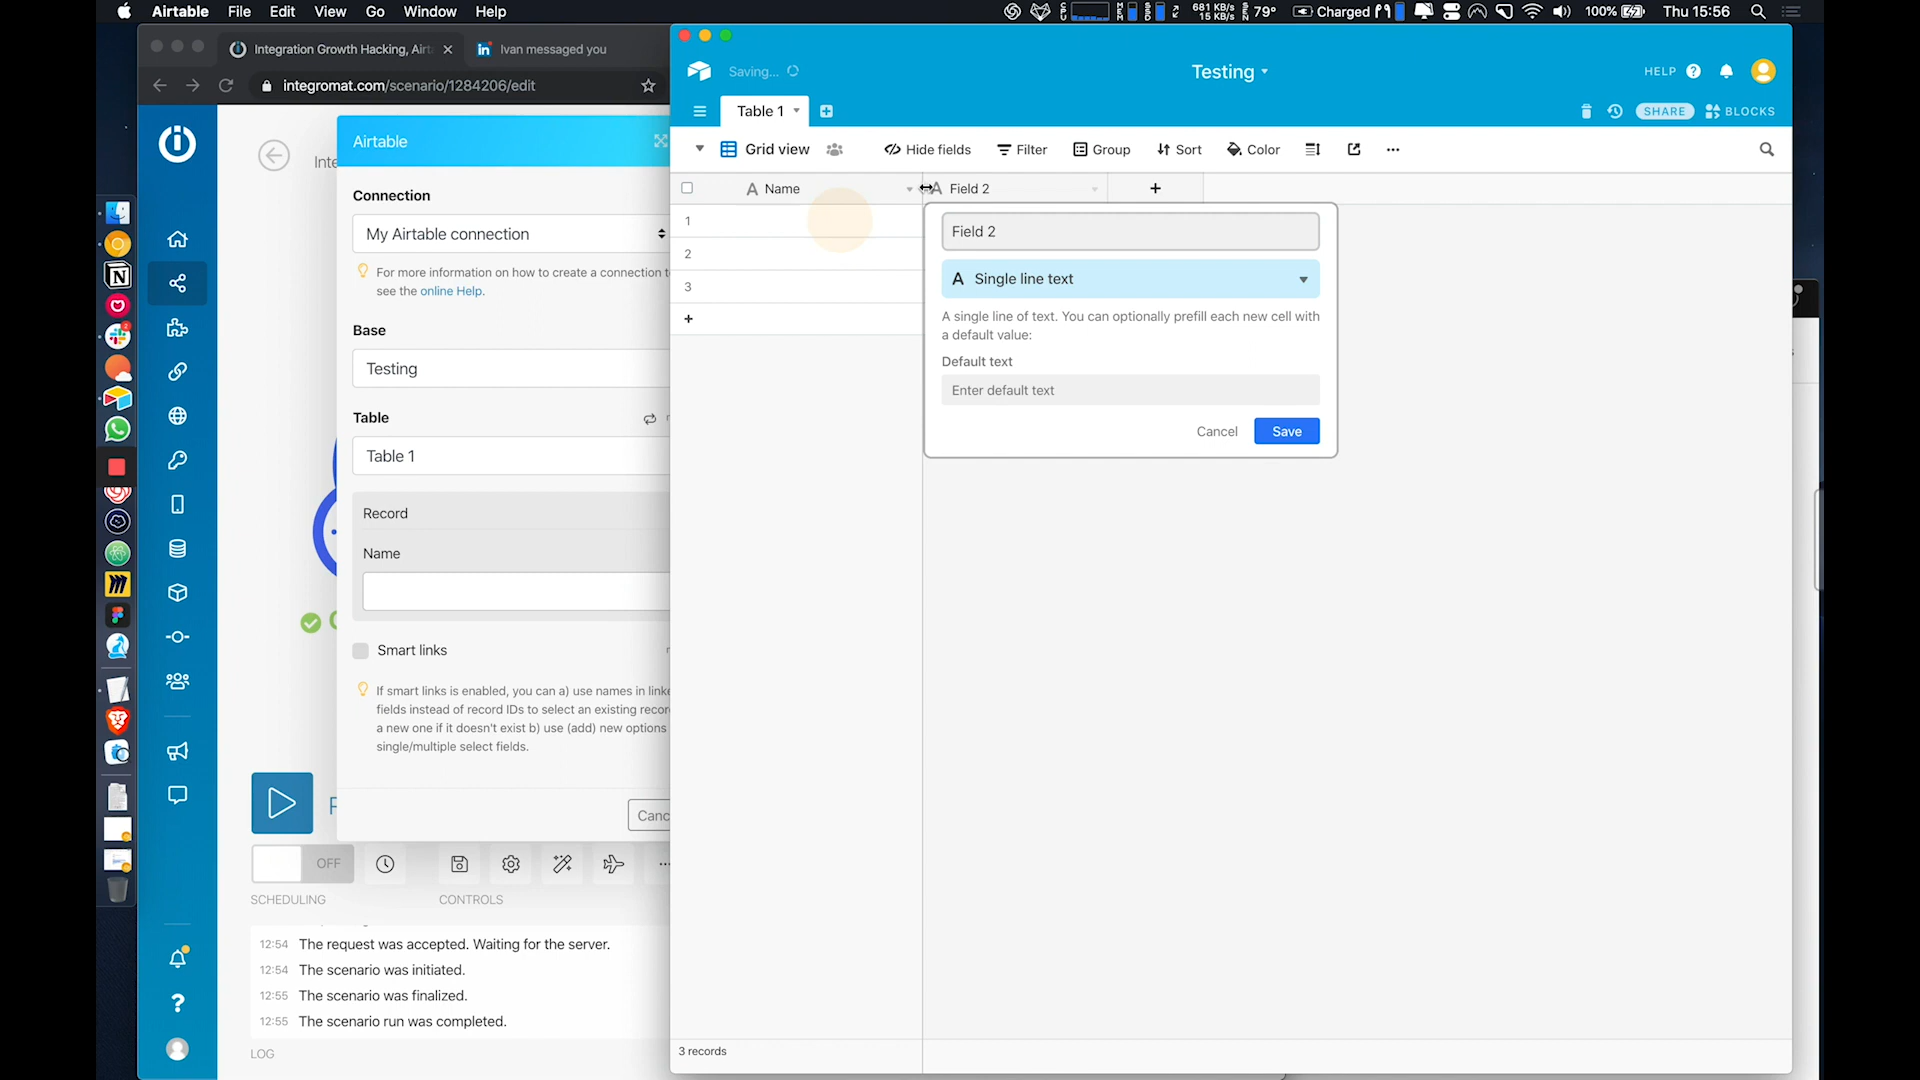 Airtable File Edit View Go Window Help
681 KB/s
15 KB/s
79°
Charged
100%
Thu 15:56
Integration Growth Hacking, Airt
Ivan messaged you
integromat.com/scenario/1284206/edit
Inte
Airtable
Connection
My Airtable connection
For more information on how to create a connection t
see the online Help.
Base
Testing
Table
Table 1
Record
Name
Smart links
If smart links is enabled, you can a) use names in linke
fields instead of record IDs to select an existing recor
a new one if it doesn't exist b) use (add) new options
single/multiple select fields.
Canc
OFF
SCHEDULING
CONTROLS
12:54 The request was accepted. Waiting for the server.
12:54 The scenario was initiated.
12:55 The scenario was finalized.
12:55 The scenario run was completed.
LOG
Saving...
Testing
HELP
Table 1
SHARE
BLOCKS
Grid view
Hide fields
Filter
Group
Sort
Color
Name
Field 2
1
2
3
Field 2
Single line text
A single line of text. You can optionally prefill each new cell with
a default value:
Default text
Enter default text
Cancel
Save
3 records